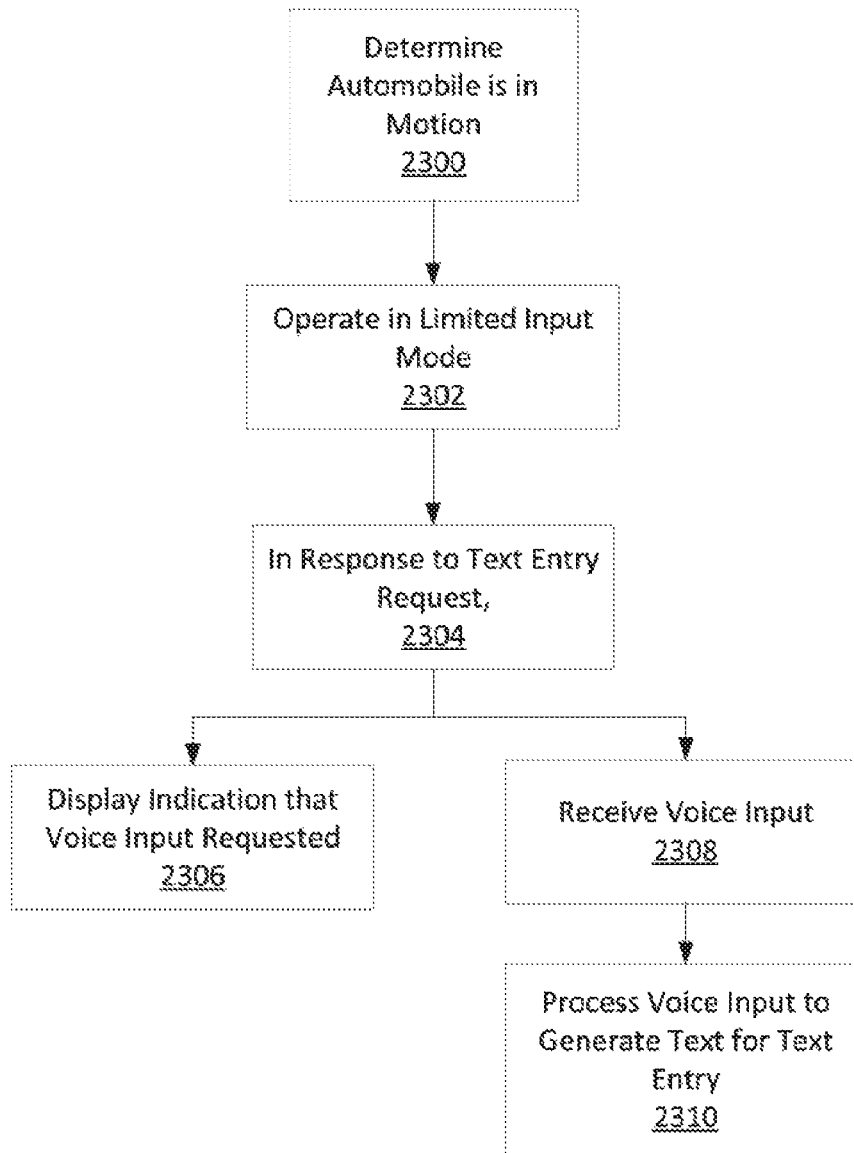 Determine
Automobile is in
Motion
2300
Operate in Limited Input
Mode
2302
In Response to Text Entry
Request,
2304
Display Indication that
Voice Input Requested
2306
Receive Voice Input
2308
Process Voice Input to
Generate Text for Text
Entry
2310